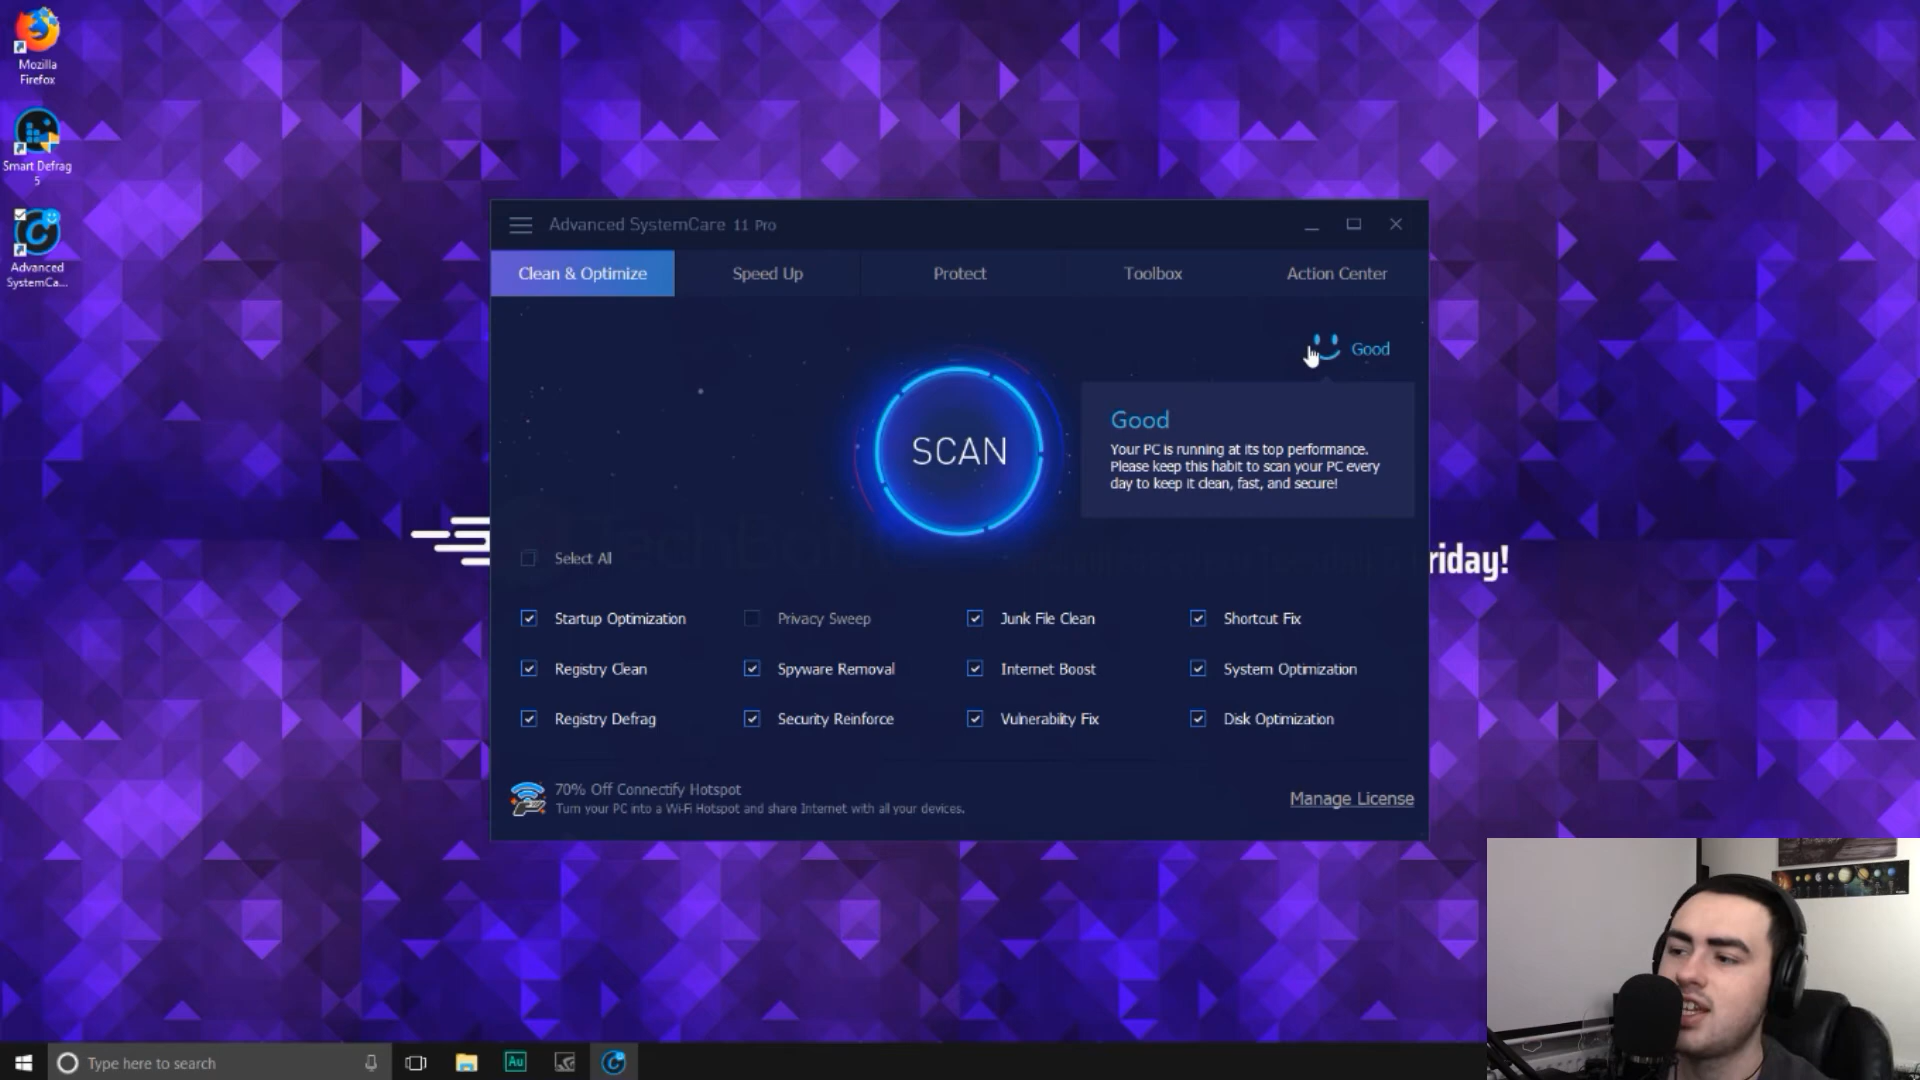 Mozilla
Firefox
Smart Defrag
5
Advanced
SystemCa...
Advanced SystemCare 11 Pro
Clean & Optimize
Speed Up
Protect
Toolbox
Action Center
Good
SCAN
Good
Your PC is running at its top performance.
Please keep this habit to scan your PC every
day to keep it clean, fast, and secure!
Select All
riday!
Startup Optimization
Privacy Sweep
Junk File Clean
Shortcut Fix
Registry Clean
Spyware Removal
Internet Boost
System Optimization
Registry Defrag
Security Reinforce
Vulnerability Fix
Disk Optimization
70% Off Connectify Hotspot
Turn your PC into a Wi-Fi Hotspot and share Internet with all your devices.
Manage License
Type here to search
Au